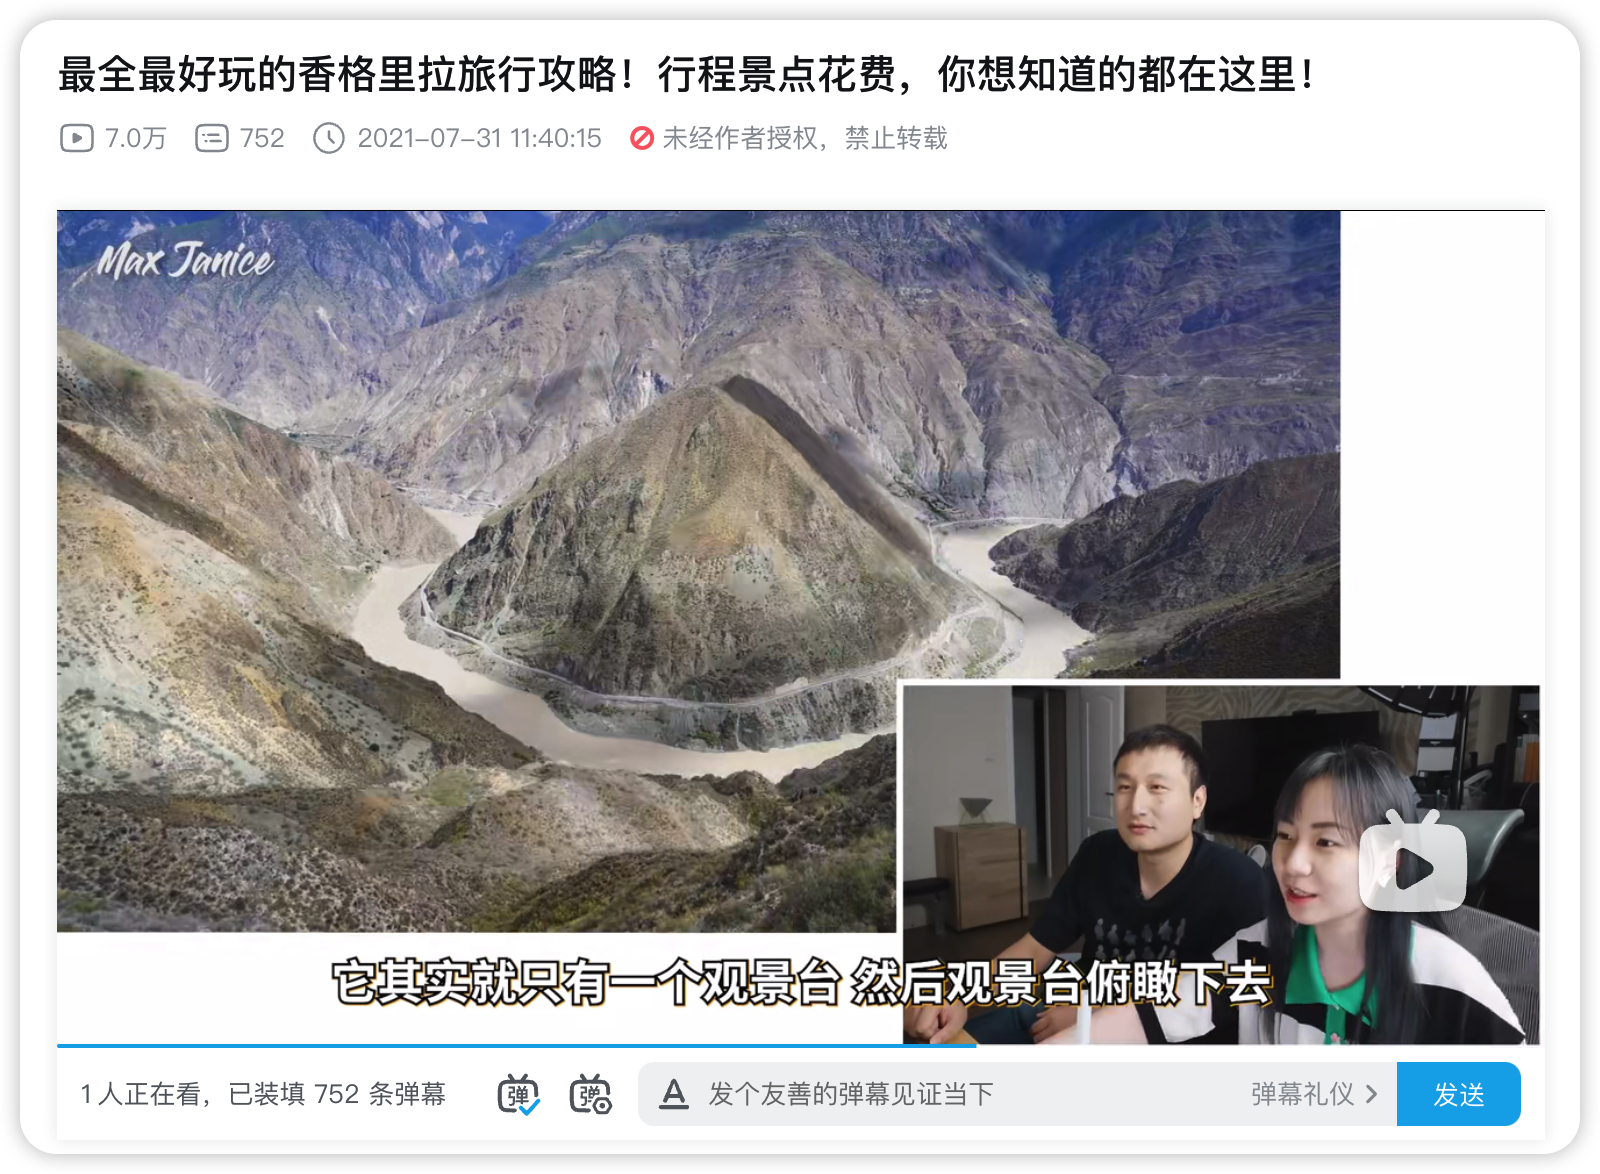 最全最好玩的香格里拉旅行攻略！行程景点花费，你想知道的都在这里！
7.0万 752 2021-07-31 11:40:15 未经作者授权，禁止转载
Max Janice
它其实就只有一个观景台 然后观景台俯瞰下去
1人正在看，已装填 752 条弹幕 弹 弹 A 发个友善的弹幕见证当下 弹幕礼仪 发送